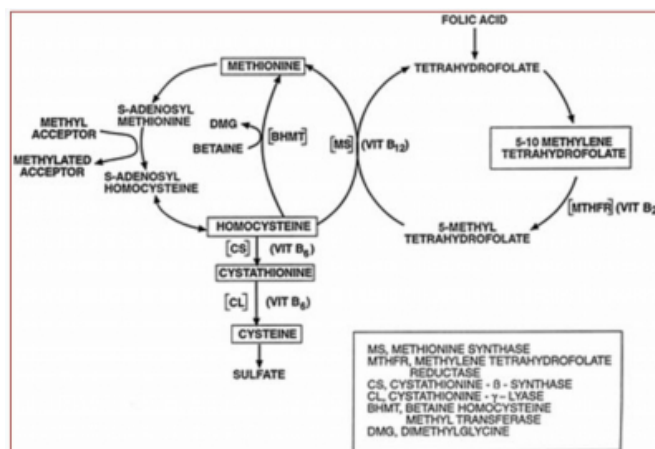 FOLIC ACID
METHIONINE
TETRAHYDROFOLATE
S-ADENOSYL
METHIONINE
METHYL
ACCEPTOR
DMG
BETAINE
[BHMT]
[MS] (VIT B12)
5-10 METHYLENE
TETRAHYDROFOLATE
METHYLATED
ACCEPTOR
S-ADENOSYL
HOMOCYSTEINE
[MTHFR] (VIT B2
HOMOCYSTEINE
5-METHYL
TETRAHYDROFOLATE
[CS] (VIT B6)
CYSTATHIONINE
[CL] (VIT B6)
CYSTEINE
SULFATE
MS, METHIONINE SYNTHASE
MTHFR, METHYLENE TETRAHYDROFOLATE
REDUCTASE
CS, CYSTATHIONINE - ß - SYNTHASE
CL, CYSTATHIONINE - γ - LYASE
BHMT, BETAINE HOMOCYSTEINE
METHYL TRANSFERASE
DMG, DIMETHYLGLYCINE